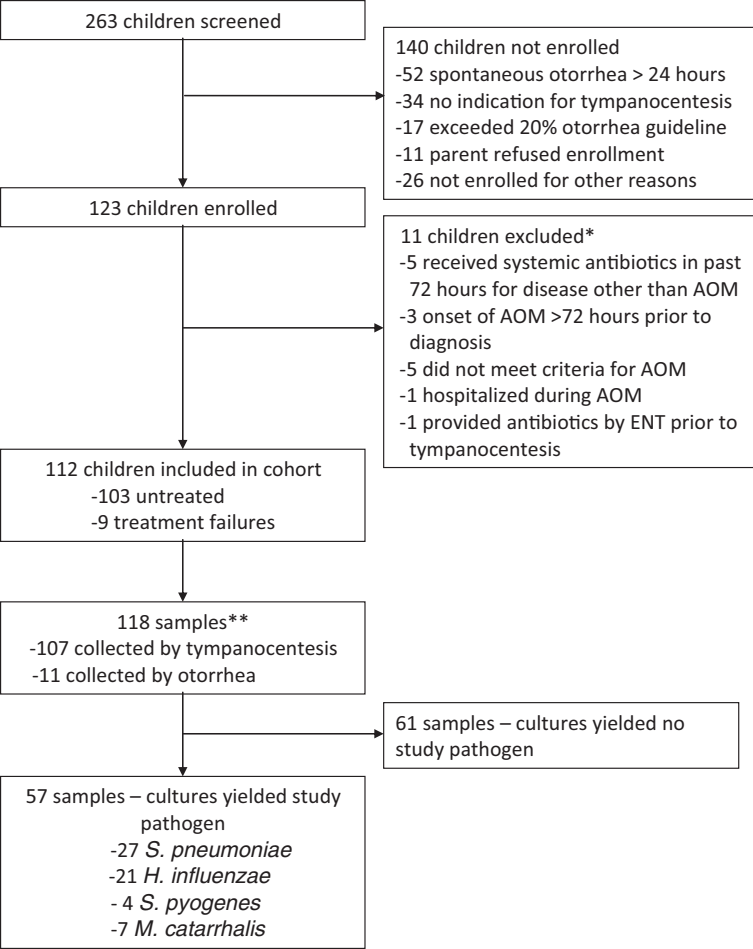 263 children screened
140 children not enrolled
-52 spontaneous otorrhea > 24 hours
-34 no indication for tympanocentesis
-17 exceeded 20% otorrhea guideline
-11 parent refused enrollment
-26 not enrolled for other reasons
123 children enrolled
11 children excluded*
-5 received systemic antibiotics in past
72 hours for disease other than AOM
-3 onset of AOM >72 hours prior to
diagnosis
-5 did not meet criteria for AOM
-1 hospitalized during AOM
-1 provided antibiotics by ENT prior to
tympanocentesis
112 children included in cohort
-103 untreated
-9 treatment failures
118 samples**
-107 collected by tympanocentesis
-11 collected by otorrhea
61 samples – cultures yielded no
study pathogen
57 samples – cultures yielded study
pathogen
-27 S. pneumoniae
-21 H. influenzae
- 4 S. pyogenes
-7 M. catarrhalis